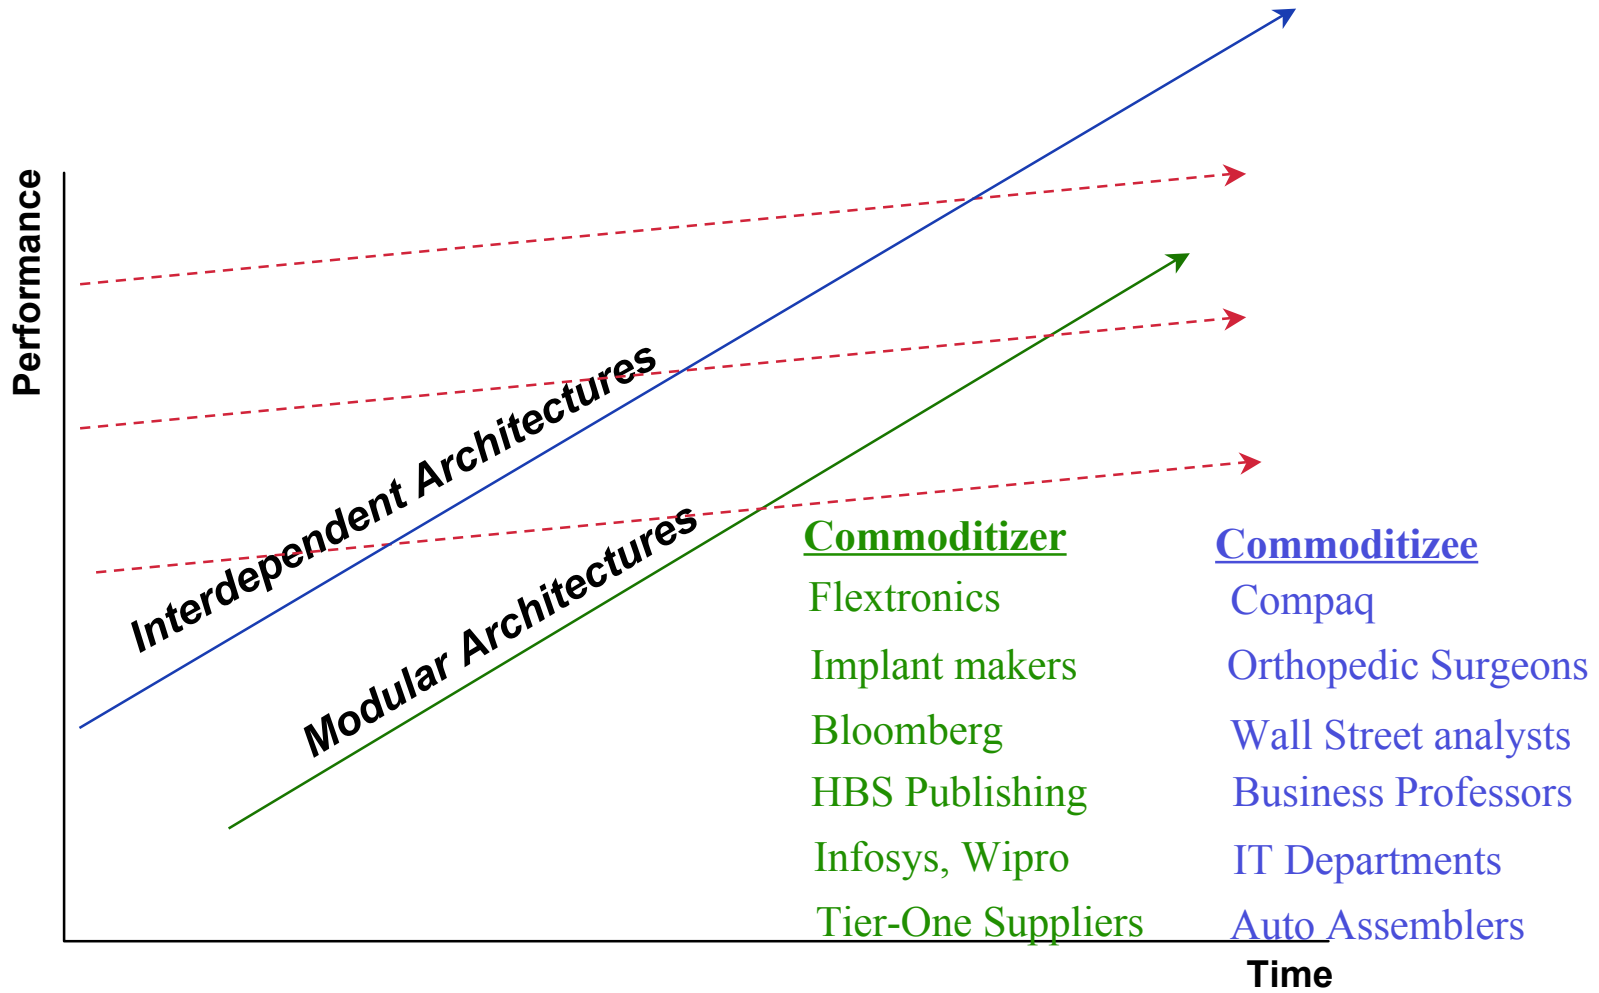 Performance
Interdependent Architectures
Modular Architectures
Commoditizer
Flextronics
Implant makers
Bloomberg
HBS Publishing
Infosys, Wipro
Tier-One Suppliers
Commoditizee
Compaq
Orthopedic Surgeons
Wall Street analysts
Business Professors
IT Departments
Auto Assemblers
Time